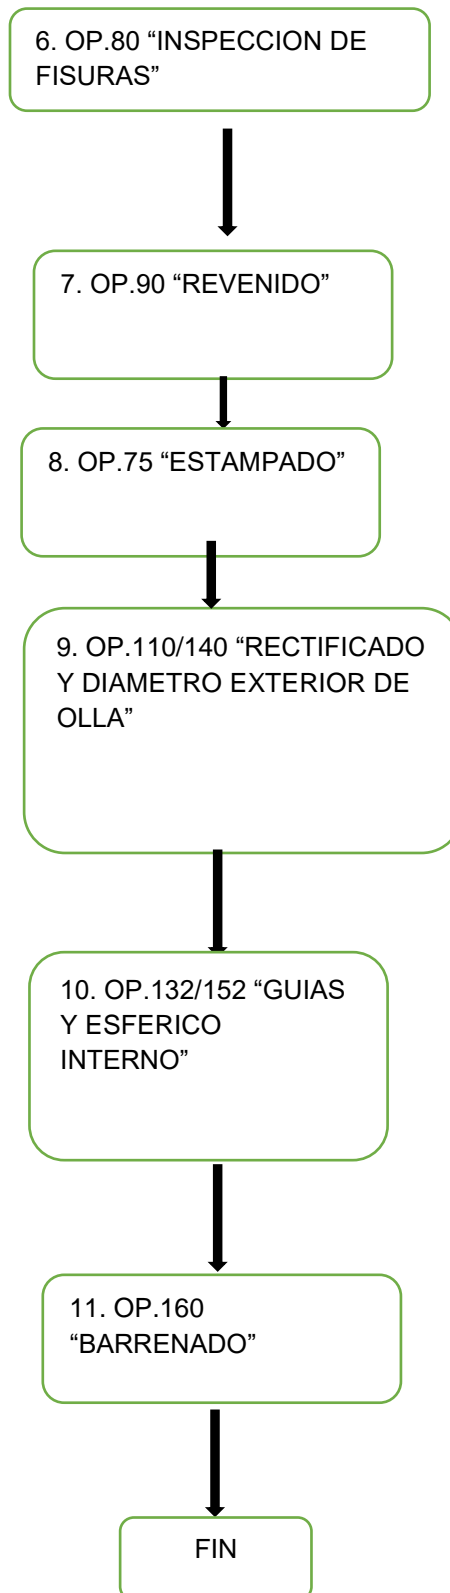 6. OP.80 “INSPECCION DE
FISURAS”
7. OP.90 “REVENIDO”
8. OP.75 “ESTAMPADO”
9. OP.110/140 “RECTIFICADO
Y DIAMETRO EXTERIOR DE
OLLA”
10. OP.132/152 “GUIAS
Y ESFERICO
INTERNO”
11. OP.160
“BARRENADO”
FIN